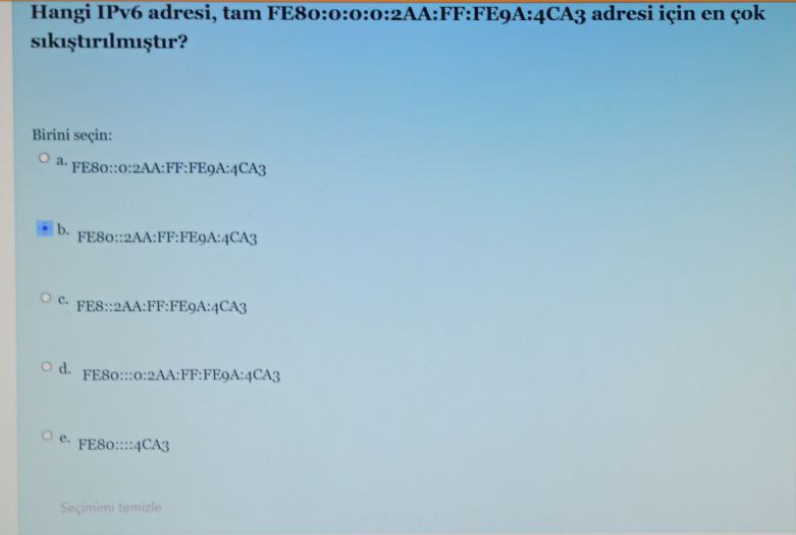 Hangi IPv6 adresi, tam FE80:0:0:0:2AA:FF:FE9A:4CA3 adresi için en çok
sıkıştırılmıştır?
Birini seçin:
a. FE80::0:2AA:FF:FE9A:4CA3
b. FE80::2AA:FF:FE9A:4CA3
c. FE8::2AA:FF:FE9A:4CA3
d. FE80:::0:2AA:FF:FE9A:4CA3
e. FE80::::4CA3
Seçimimi temizle